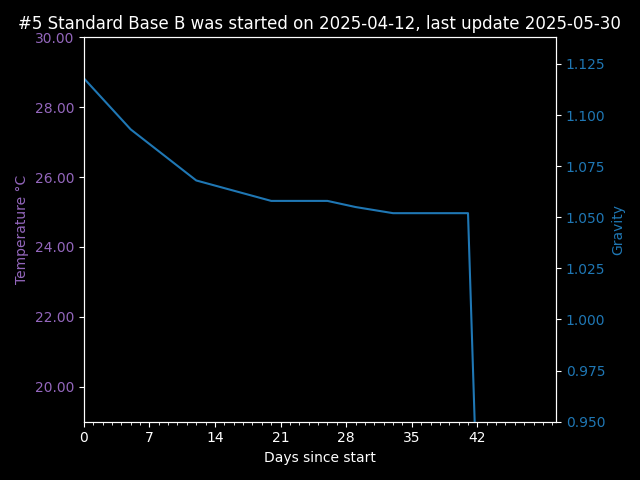 #5 Standard Base B was started on 2025-04-12, last update 2025-05-30
30.00
28.00
26.00
24.00
22.00
20.00
Temperature °C
1.125
1.100
1.075
1.050
1.025
1.000
0.975
0.950
Gravity
0 7 14 21 28 35 42
Days since start